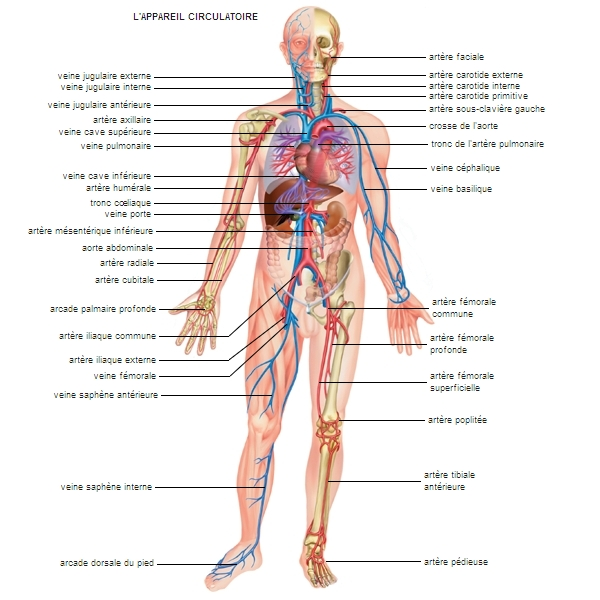 L'APPAREIL CIRCULATOIRE
veine jugulaire externe
veine jugulaire interne
veine jugulaire antérieure
artère axillaire
veine cave supérieure
veine pulmonaire
veine cave inférieure
artère humérale
tronc cœliaque
veine porte
artère mésentérique inférieure
aorte abdominale
artère radiale
artère cubitale
arcade palmaire profonde
artère iliaque commune
artère iliaque externe
veine fémorale
veine saphène antérieure
veine saphène interne
arcade dorsale du pied
artère faciale
artère carotide externe
artère carotide interne
artère carotide primitive
artère sous-clavière gauche
crosse de l'aorte
tronc de l'artère pulmonaire
veine céphalique
veine basilique
artère fémorale
commune
artère fémorale
profonde
artère fémorale
superficielle
artère poplitée
artère tibiale
antérieure
artère pédieuse